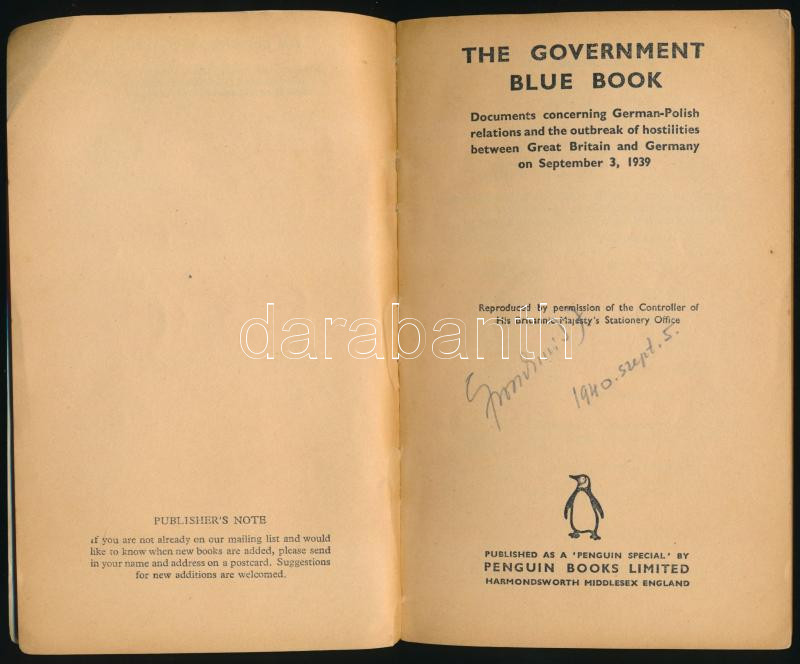 PUBLISHER'S NOTE
If you are not already on our mailing list and would
like to know when new books are added, please send
in your name and address on a postcard. Suggestions
for new additions are welcomed.
THE GOVERNMENT
BLUE BOOK
Documents concerning German-Polish
relations and the outbreak of hostilities
between Great Britain and Germany
on September 3, 1939
Reproduced by permission of the Controller of
His Britannic Majesty's Stationery Office
darabanth
1940. szept. 5.
PUBLISHED AS A 'PENGUIN SPECIAL' BY
PENGUIN BOOKS LIMITED
HARMONDSWORTH MIDDLESEX ENGLAND